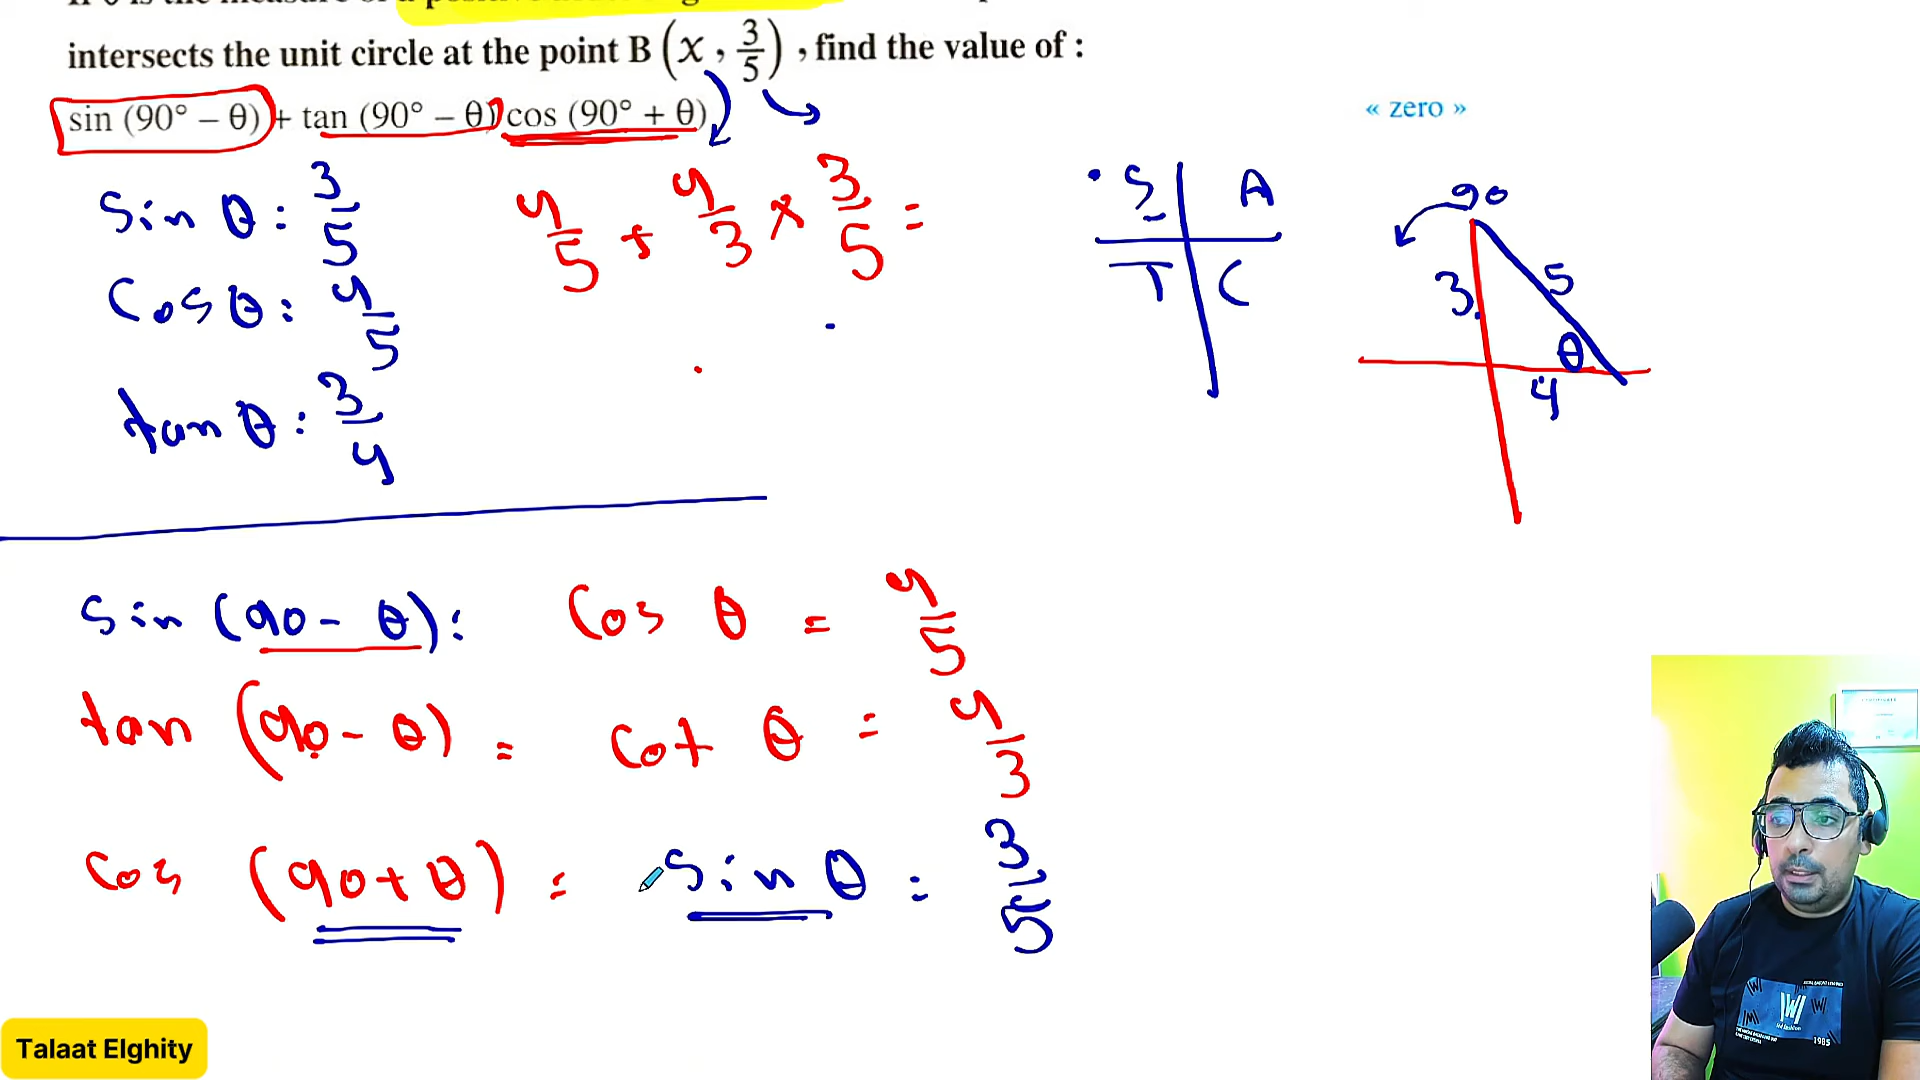 intersects the unit circle at the point B (x , 3/5) , find the value of :
sin (90° – θ) + tan (90° – θ) cos (90° + θ)
« zero »
sin θ : 3/5
4/5 + 4/3 × 3/5 =
S A
T C
90
3 5
θ
4
cos θ : 4/5
tan θ : 3/4
sin (90 - θ) : cos θ = 4/5
tan (90 - θ) = cot θ = 4/3
cos (90 + θ) = sin θ = 3/5
Talaat Elghity
1985